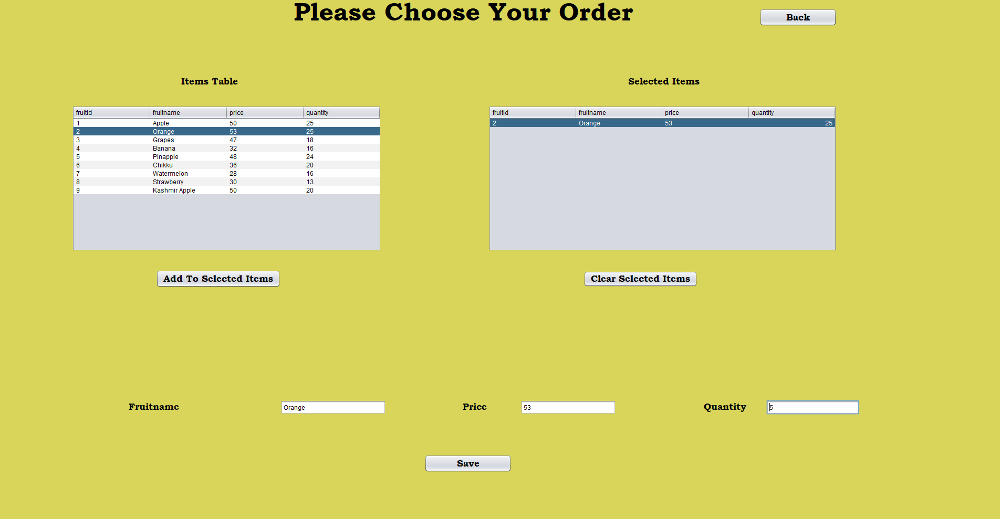 Please Choose Your Order
Back
Items Table
fruitid fruitname price quantity
1 Apple 50 25
2 Orange 53 25
3 Grapes 47 18
4 Banana 32 16
5 Pinapple 48 24
6 Chikku 36 20
7 Watermelon 28 16
8 Strawberry 30 13
9 Kashmir Apple 50 20
Add To Selected Items
Selected Items
fruitid fruitname price quantity
2 Orange 53 25
Clear Selected Items
Fruitname Orange Price 53 Quantity 5
Save